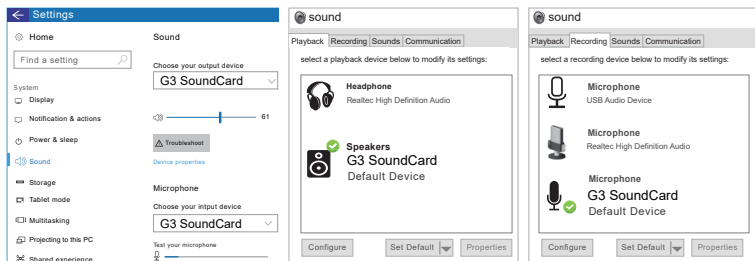 Settings
Home
Find a setting
System
Display
Notification & actions
Power & sleep
Sound
Storage
Tablet mode
Multitasking
Projecting to this PC
Shared experience
Sound
Choose your output device
G3 SoundCard
61
Troubleshoot
Device properties
Microphone
Choose your intput device
G3 SoundCard
Test your microphone
sound
Playback Recording Sounds Communication
select a playback device below to modify its settings:
Headphone
Realtec High Definition Audio
Speakers
G3 SoundCard
Default Device
Configure Set Default Properties
sound
Playback Recording Sounds Communication
select a recording device below to modify its settings:
Microphone
USB Audio Device
Microphone
Realtec High Definition Audio
Microphone
G3 SoundCard
Default Device
Configure Set Default Properties